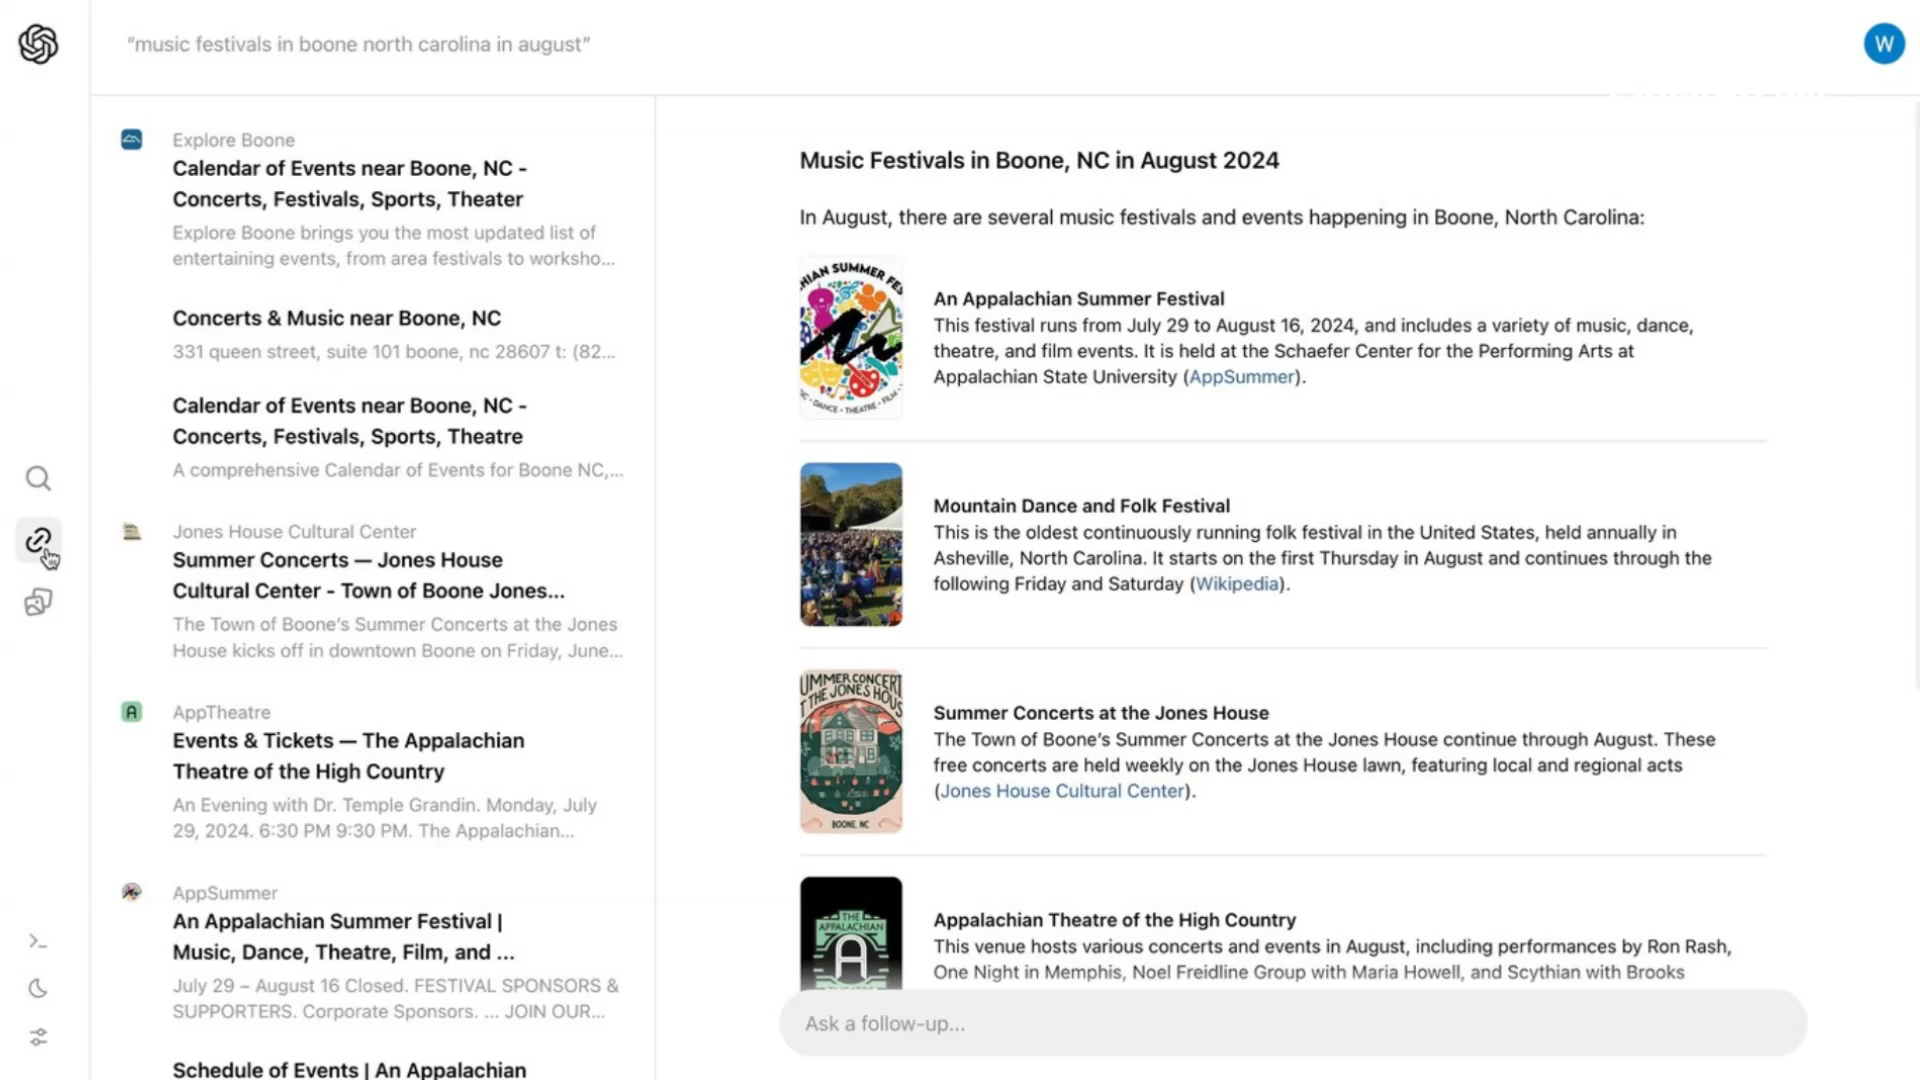 “music festivals in boone north carolina in august”
W
Explore Boone
Calendar of Events near Boone, NC -
Concerts, Festivals, Sports, Theater
Explore Boone brings you the most updated list of
entertaining events, from area festivals to worksho...
Concerts & Music near Boone, NC
331 queen street, suite 101 boone, nc 28607 t: (82...
Calendar of Events near Boone, NC -
Concerts, Festivals, Sports, Theatre
A comprehensive Calendar of Events for Boone NC,...
Jones House Cultural Center
Summer Concerts — Jones House
Cultural Center - Town of Boone Jones...
The Town of Boone’s Summer Concerts at the Jones
House kicks off in downtown Boone on Friday, June...
A
AppTheatre
Events & Tickets — The Appalachian
Theatre of the High Country
An Evening with Dr. Temple Grandin. Monday, July
29, 2024. 6:30 PM 9:30 PM. The Appalachian...
AppSummer
An Appalachian Summer Festival |
Music, Dance, Theatre, Film, and ...
July 29 – August 16 Closed. FESTIVAL SPONSORS &
SUPPORTERS. Corporate Sponsors. ... JOIN OUR...
Schedule of Events | An Appalachian
Music Festivals in Boone, NC in August 2024
In August, there are several music festivals and events happening in Boone, North Carolina:
An Appalachian Summer Festival
This festival runs from July 29 to August 16, 2024, and includes a variety of music, dance,
theatre, and film events. It is held at the Schaefer Center for the Performing Arts at
Appalachian State University (AppSummer).
Mountain Dance and Folk Festival
This is the oldest continuously running folk festival in the United States, held annually in
Asheville, North Carolina. It starts on the first Thursday in August and continues through the
following Friday and Saturday (Wikipedia).
BOONE, NC
Summer Concerts at the Jones House
The Town of Boone’s Summer Concerts at the Jones House continue through August. These
free concerts are held weekly on the Jones House lawn, featuring local and regional acts
(Jones House Cultural Center).
THE
APPALACHIAN
A
Appalachian Theatre of the High Country
This venue hosts various concerts and events in August, including performances by Ron Rash,
One Night in Memphis, Noel Freidline Group with Maria Howell, and Scythian with Brooks
Ask a follow-up...